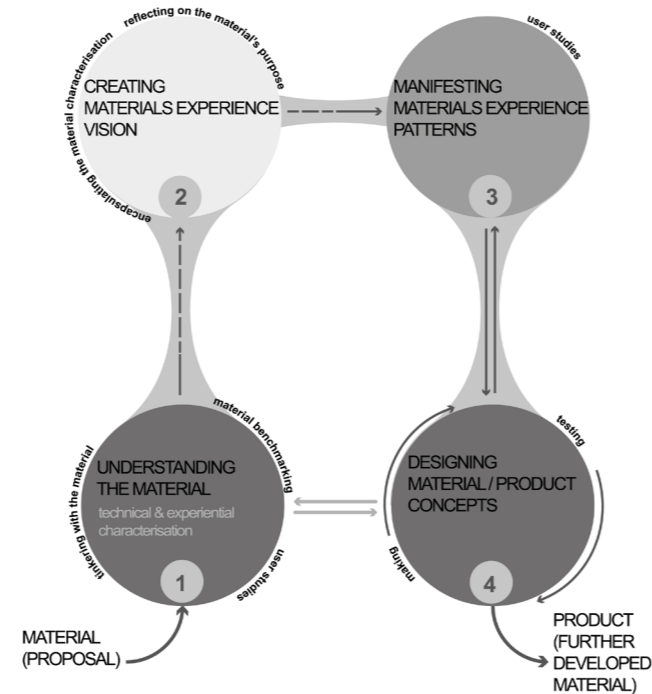 reflecting on the material's purpose
encapsulating the material characterisation
CREATING
MATERIALS EXPERIENCE
VISION
2
user studies
MANIFESTING
MATERIALS EXPERIENCE
PATTERNS
3
material benchmarking
tinkering with the material
user studies
UNDERSTANDING
THE MATERIAL
technical & experiential
characterisation
1
testing
making
DESIGNING
MATERIAL / PRODUCT
CONCEPTS
4
MATERIAL
(PROPOSAL)
PRODUCT
(FURTHER
DEVELOPED
MATERIAL)